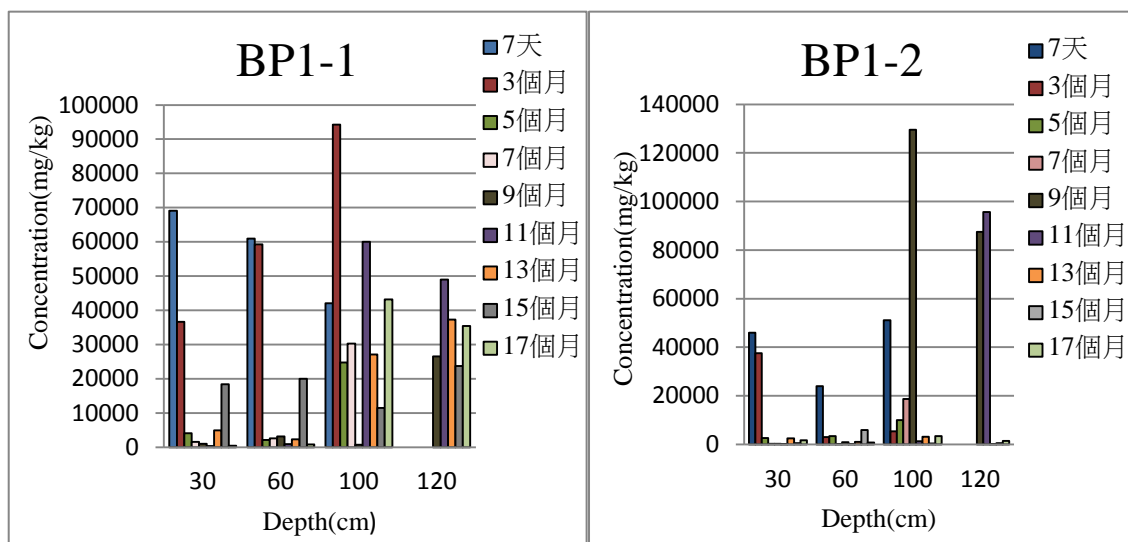 BP1-1
Concentration(mg/kg)
100000
90000
80000
70000
60000
50000
40000
30000
20000
10000
0
30 60 100 120
Depth(cm)
7天
3個月
5個月
7個月
9個月
11個月
13個月
15個月
17個月
BP1-2
Concentration(mg/kg)
140000
120000
100000
80000
60000
40000
20000
0
30 60 100 120
Depth(cm)
7天
3個月
5個月
7個月
9個月
11個月
13個月
15個月
17個月